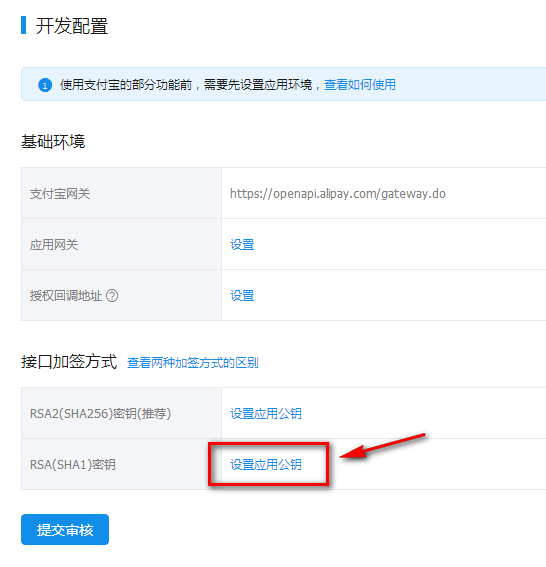 开发配置
使用支付宝的部分功能前，需要先设置应用环境，查看如何使用
基础环境
支付宝网关 https://openapi.alipay.com/gateway.do
应用网关 设置
授权回调地址 ? 设置
接口加签方式 查看两种加签方式的区别
RSA2(SHA256)密钥(推荐) 设置应用公钥
RSA(SHA1)密钥 设置应用公钥
提交审核